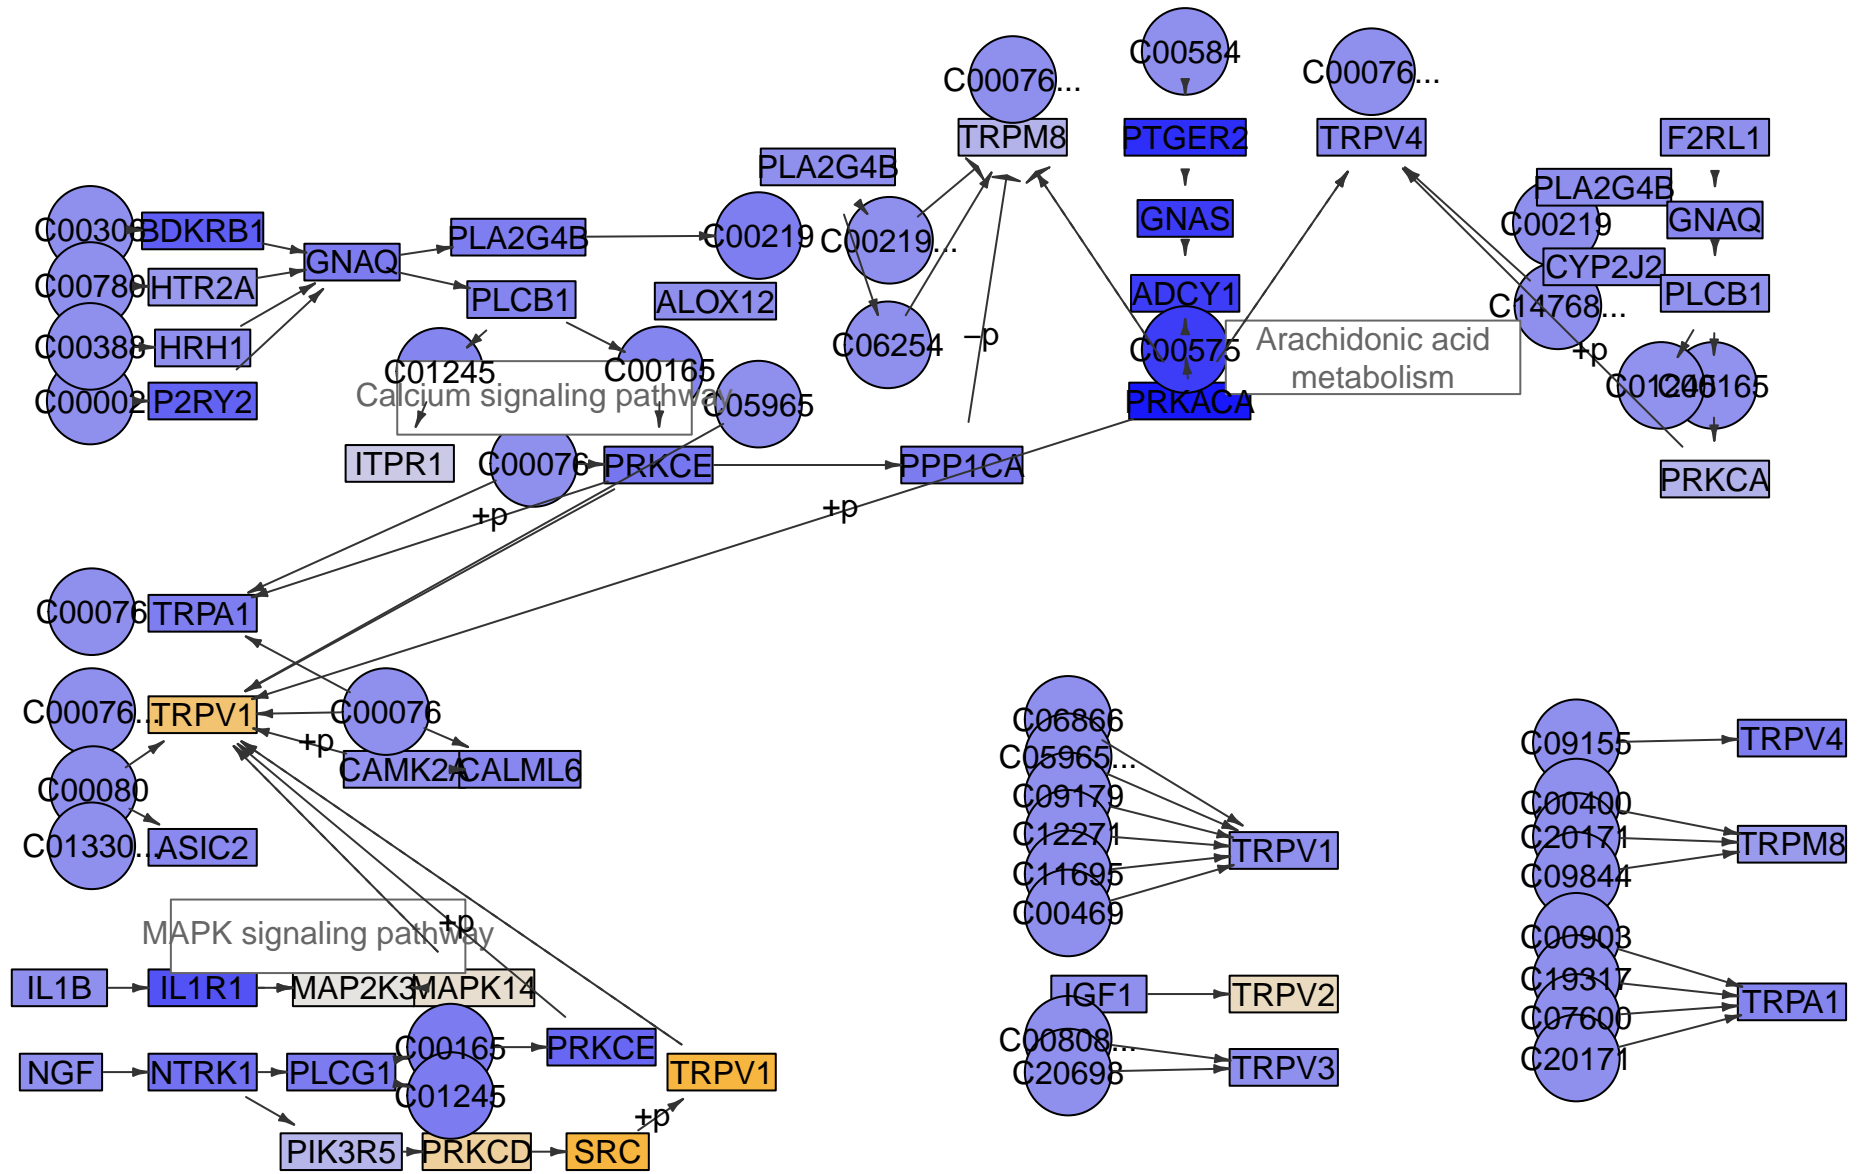 C00584
C00076...
C00076...
TRPM8
PTGER2
TRPV4
F2RL1
PLA2G4B
PLA2G4B
C00219
GNAS
GNAQ
BDKRB1
PLA2G4B
C00219
C00219...
GNAQ
CYP2J2
C00780
HTR2A
PLCB1
ALOX12
ADCY1
PLCB1
C14768...
C00388
HRH1
C06254
–p
C00575
Arachidonic acid
metabolism
+p
C01245
C00165
Calcium signaling pathway
C00002
P2RY2
C05965
PRKACA
ITPR1
C00076
PRKCE
PPP1CA
PRKCA
+p
+p
C00076
TRPA1
C00076...
TRPV1
C00076
+p
CAMK2A
CALML6
C00080
C01330...
ASIC2
C06866
C05965...
C09179
C12271
C11695
C00469
TRPV1
C09155
TRPV4
C00400
C20171
C09844
TRPM8
C00903
C19317
C07600
C20171
TRPA1
MAPK signaling pathway
+p
IL1B
IL1R1
MAP2K3
MAPK14
IGF1
TRPV2
C00808...
C20698
TRPV3
NGF
NTRK1
PLCG1
C00165
C01245
PRKCE
TRPV1
+p
PIK3R5
PRKCD
SRC